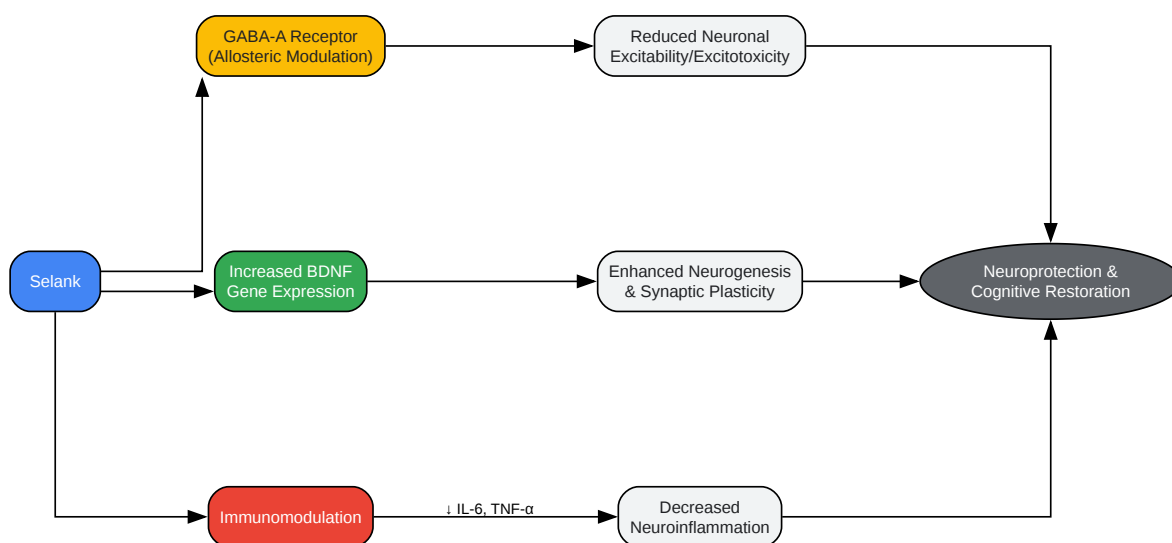 GABA-A Receptor
(Allosteric Modulation)
Reduced Neuronal
Excitability/Excitotoxicity
Selank
Increased BDNF
Gene Expression
Enhanced Neurogenesis
& Synaptic Plasticity
Neuroprotection &
Cognitive Restoration
Immunomodulation
↓ IL-6, TNF-α
Decreased
Neuroinflammation